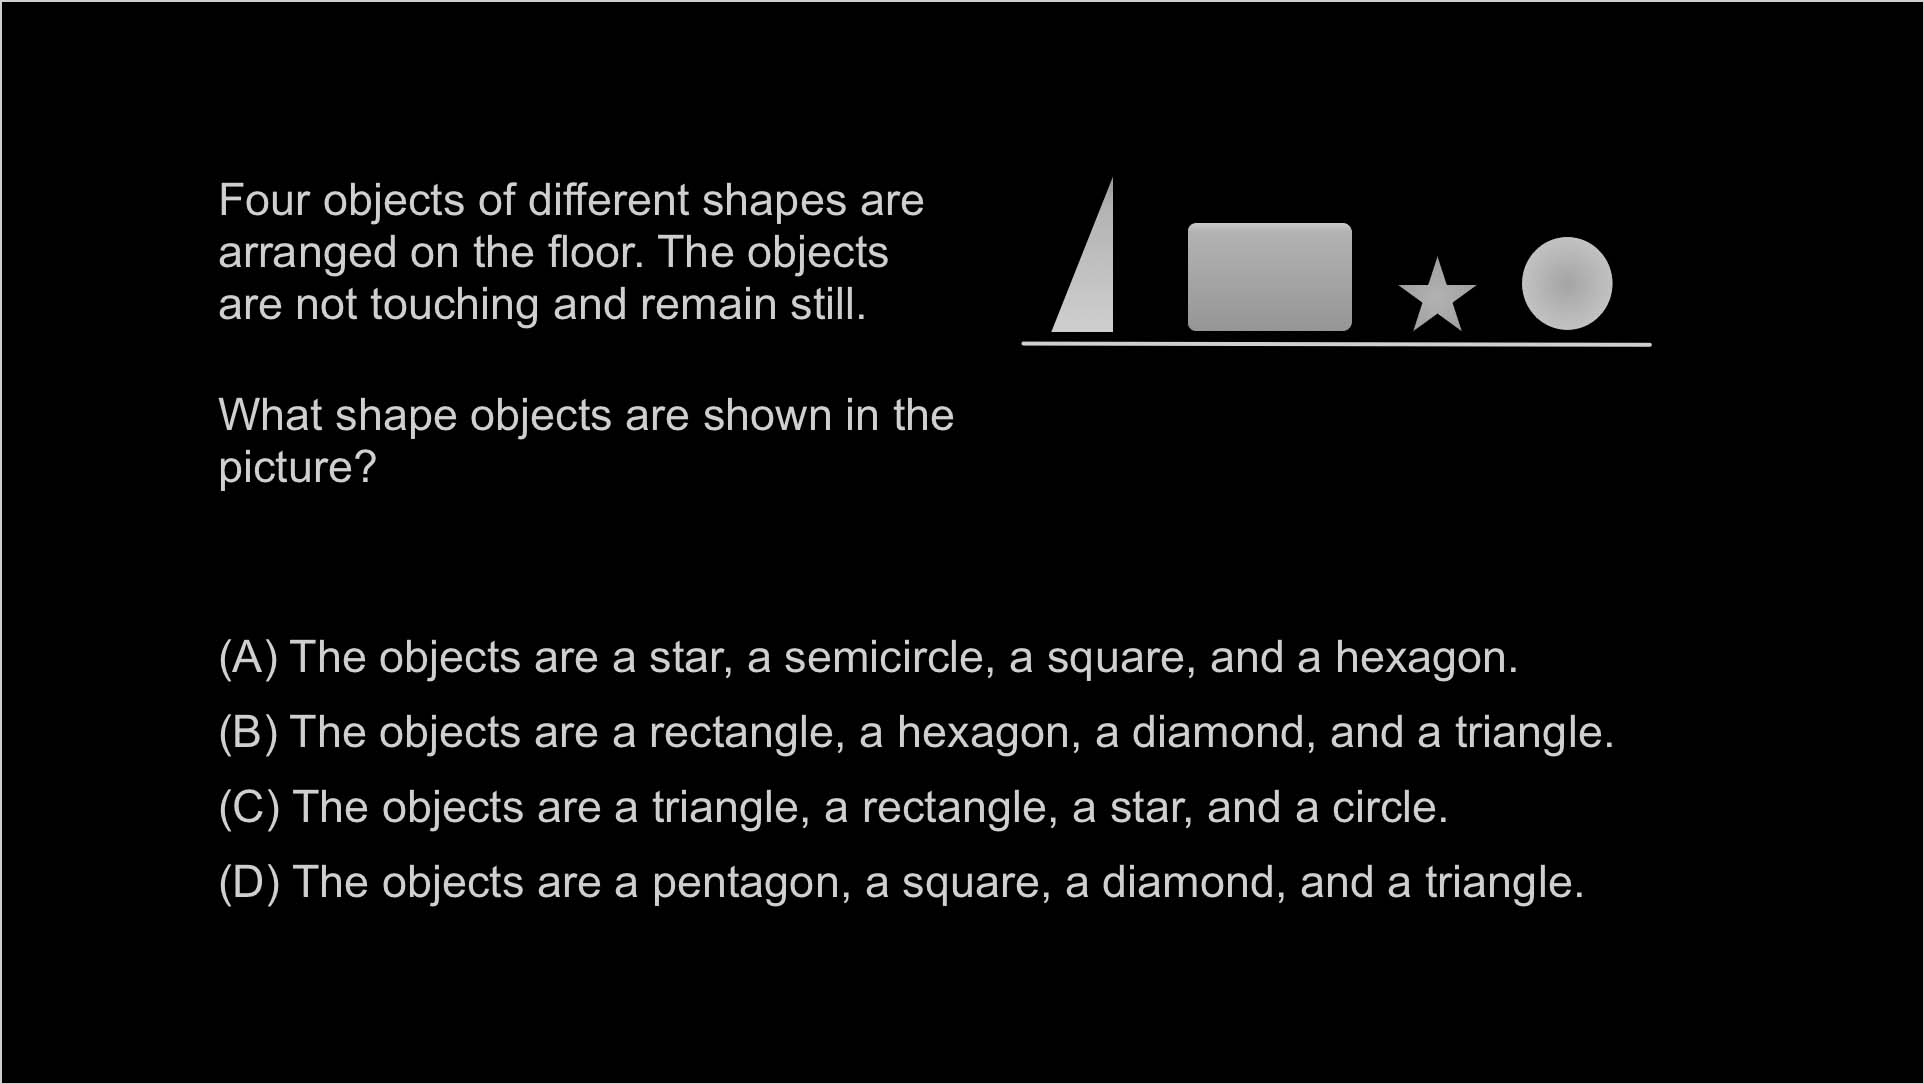 Four objects of different shapes are
arranged on the floor. The objects
are not touching and remain still.
What shape objects are shown in the
picture?
(A) The objects are a star, a semicircle, a square, and a hexagon.
(B) The objects are a rectangle, a hexagon, a diamond, and a triangle.
(C) The objects are a triangle, a rectangle, a star, and a circle.
(D) The objects are a pentagon, a square, a diamond, and a triangle.